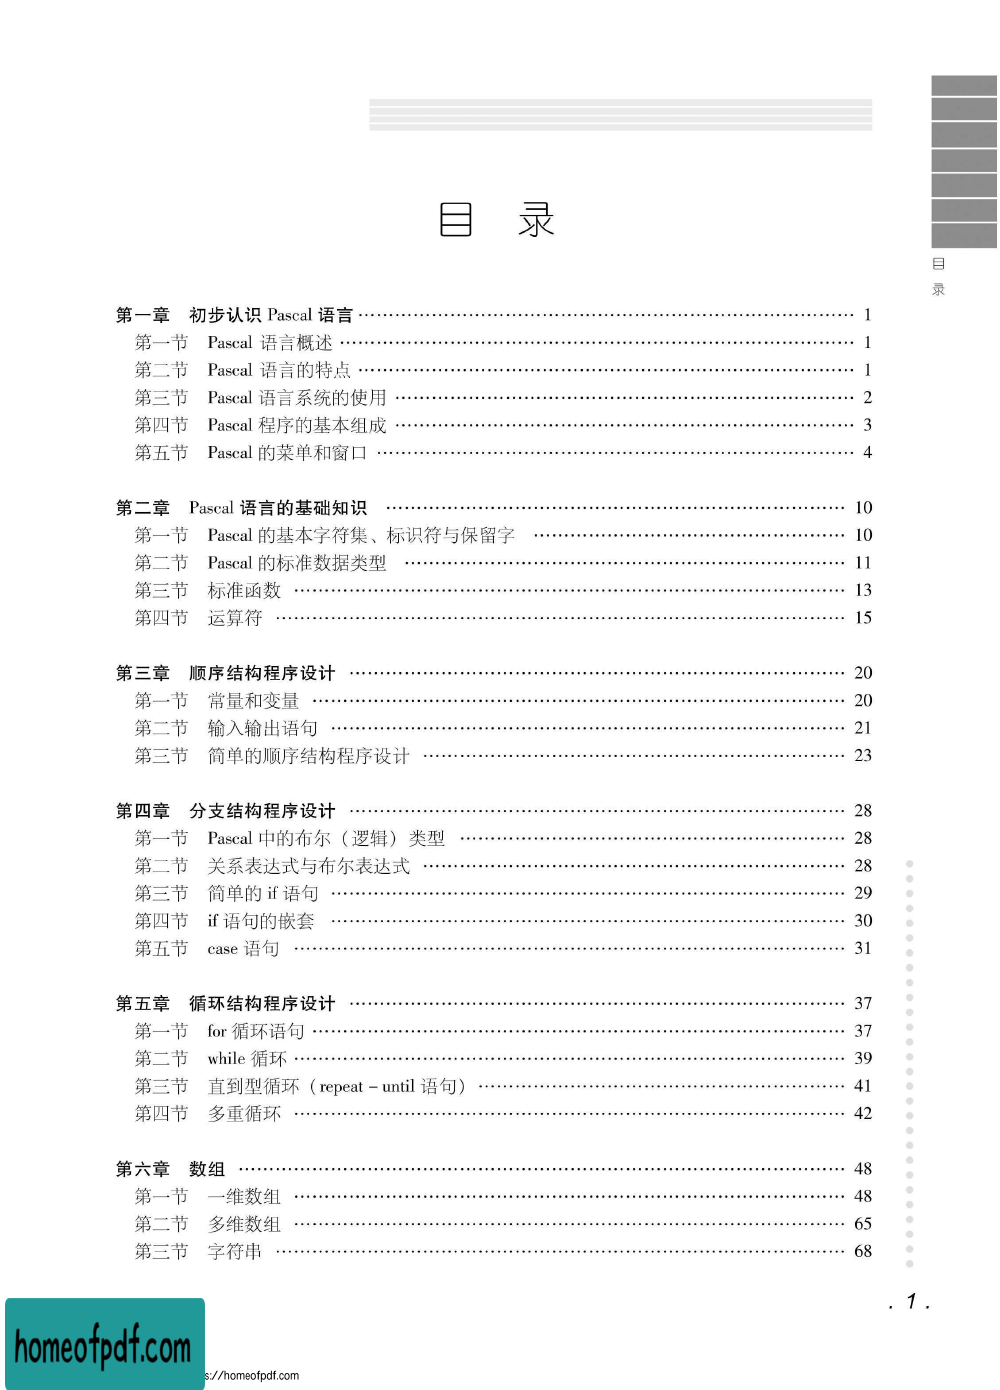 目 录
目
录
第一章 初步认识 Pascal 语言 …… 1
第一节 Pascal 语言概述 …… 1
第二节 Pascal 语言的特点 …… 1
第三节 Pascal 语言系统的使用 …… 2
第四节 Pascal 程序的基本组成 …… 3
第五节 Pascal 的菜单和窗口 …… 4
第二章 Pascal 语言的基础知识 …… 10
第一节 Pascal 的基本字符集、标识符与保留字 …… 10
第二节 Pascal 的标准数据类型 …… 11
第三节 标准函数 …… 13
第四节 运算符 …… 15
第三章 顺序结构程序设计 …… 20
第一节 常量和变量 …… 20
第二节 输入输出语句 …… 21
第三节 简单的顺序结构程序设计 …… 23
第四章 分支结构程序设计 …… 28
第一节 Pascal 中的布尔（逻辑）类型 …… 28
第二节 关系表达式与布尔表达式 …… 28
第三节 简单的 if 语句 …… 29
第四节 if 语句的嵌套 …… 30
第五节 case 语句 …… 31
第五章 循环结构程序设计 …… 37
第一节 for 循环语句 …… 37
第二节 while 循环 …… 39
第三节 直到型循环（repeat – until 语句） …… 41
第四节 多重循环 …… 42
第六章 数组 …… 48
第一节 一维数组 …… 48
第二节 多维数组 …… 65
第三节 字符串 …… 68
. 1 .
homeofpdf.com
s://homeofpdf.com